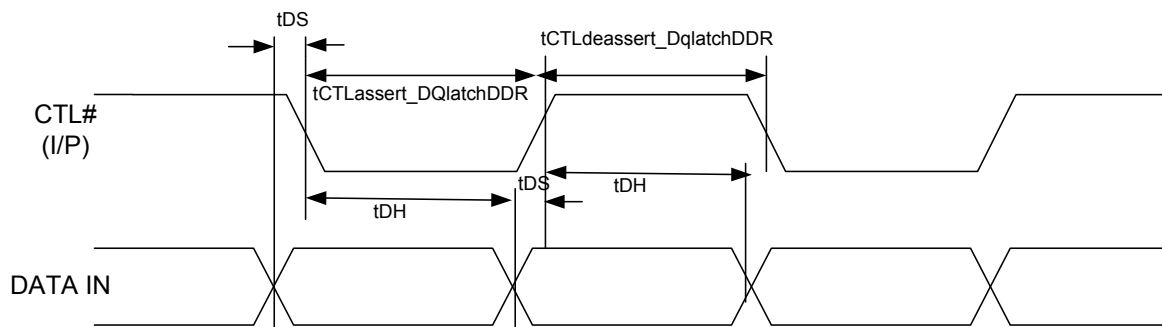 tDS
tCTLdeassert_DqlatchDDR
tCTLassert_DQlatchDDR
CTL#
(I/P)
tDS
tDH
tDH
DATA IN